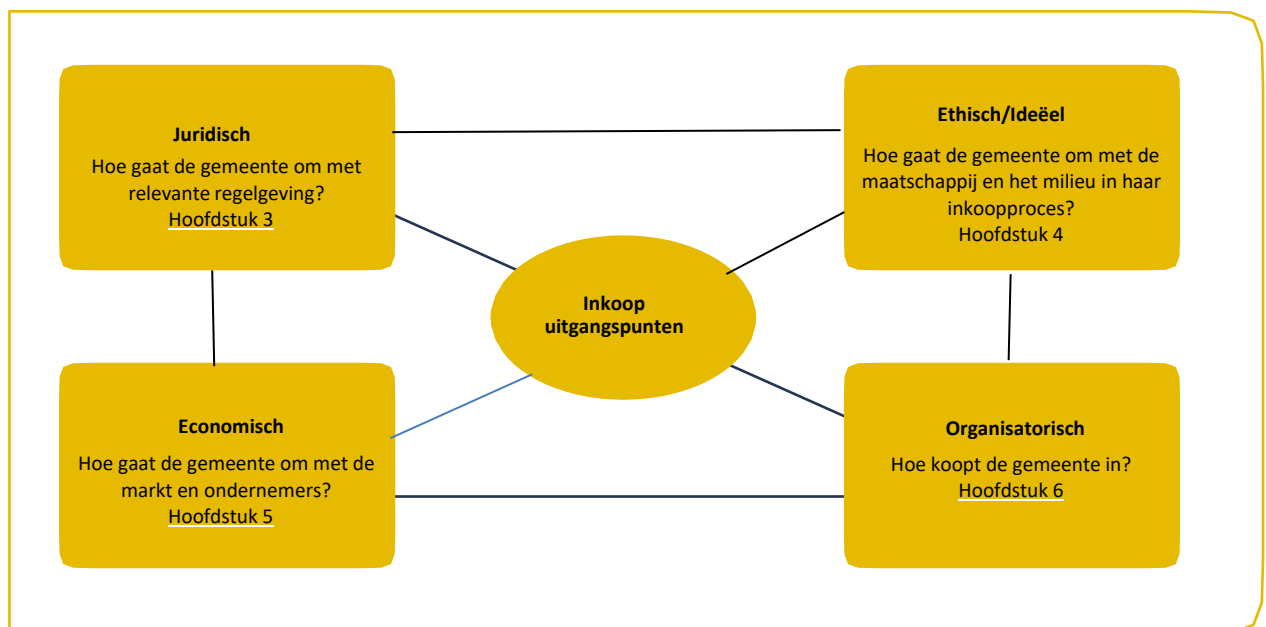 Juridisch
Hoe gaat de gemeente om met
relevante regelgeving?
Hoofdstuk 3
Ethisch/Ideëel
Hoe gaat de gemeente om met de
maatschappij en het milieu in haar
inkoopproces?
Hoofdstuk 4
Inkoop
uitgangspunten
Economisch
Hoe gaat de gemeente om met de
markt en ondernemers?
Hoofdstuk 5
Organisatorisch
Hoe koopt de gemeente in?
Hoofdstuk 6